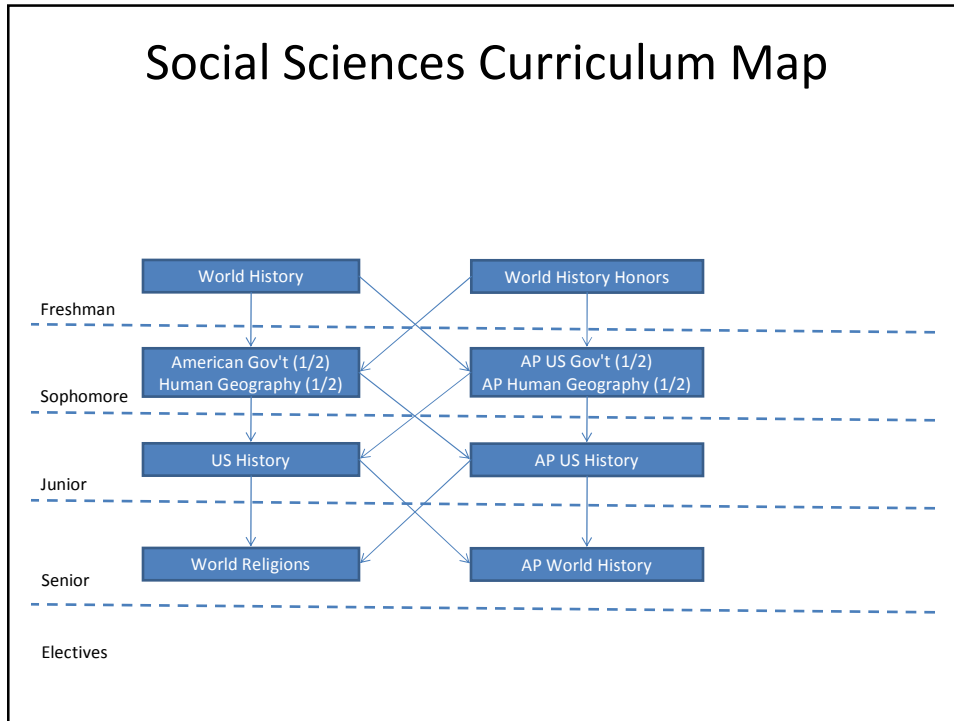 Social Sciences Curriculum Map
World History
World History Honors
Freshman
American Gov't (1/2)
Human Geography (1/2)
AP US Gov't (1/2)
AP Human Geography (1/2)
Sophomore
US History
AP US History
Junior
World Religions
AP World History
Senior
Electives